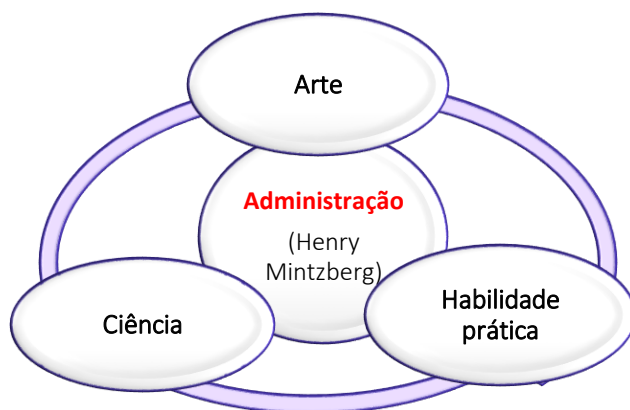 Arte
Administração
(Henry
Mintzberg)
Ciência
Habilidade
prática